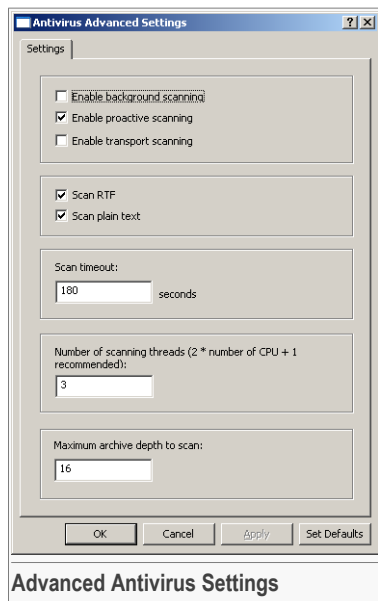 Antivirus Advanced Settings
Settings
Enable background scanning
Enable proactive scanning
Enable transport scanning
Scan RTF
Scan plain text
Scan timeout:
180 seconds
Number of scanning threads (2 * number of CPU + 1
recommended):
3
Maximum archive depth to scan:
16
OK Cancel Apply Set Defaults
Advanced Antivirus Settings